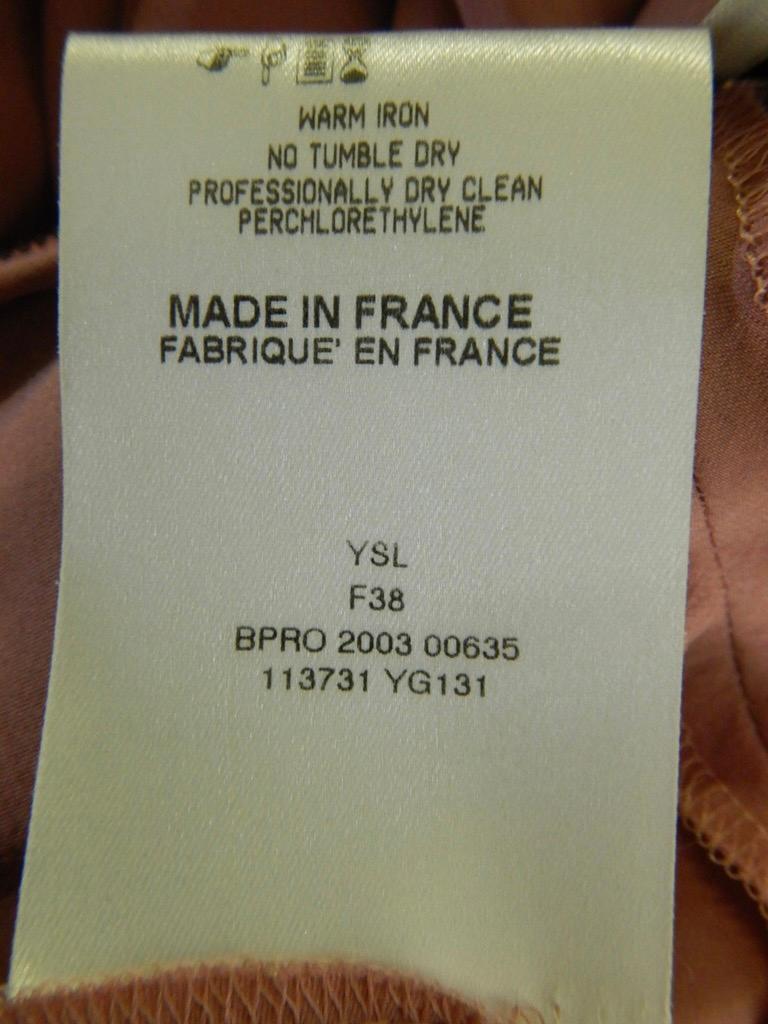 WARM IRON
NO TUMBLE DRY
PROFESSIONALLY DRY CLEAN
PERCHLORETHYLENE
MADE IN FRANCE
FABRIQUE' EN FRANCE
YSL
F38
BPRO 2003 00635
113731 YG131